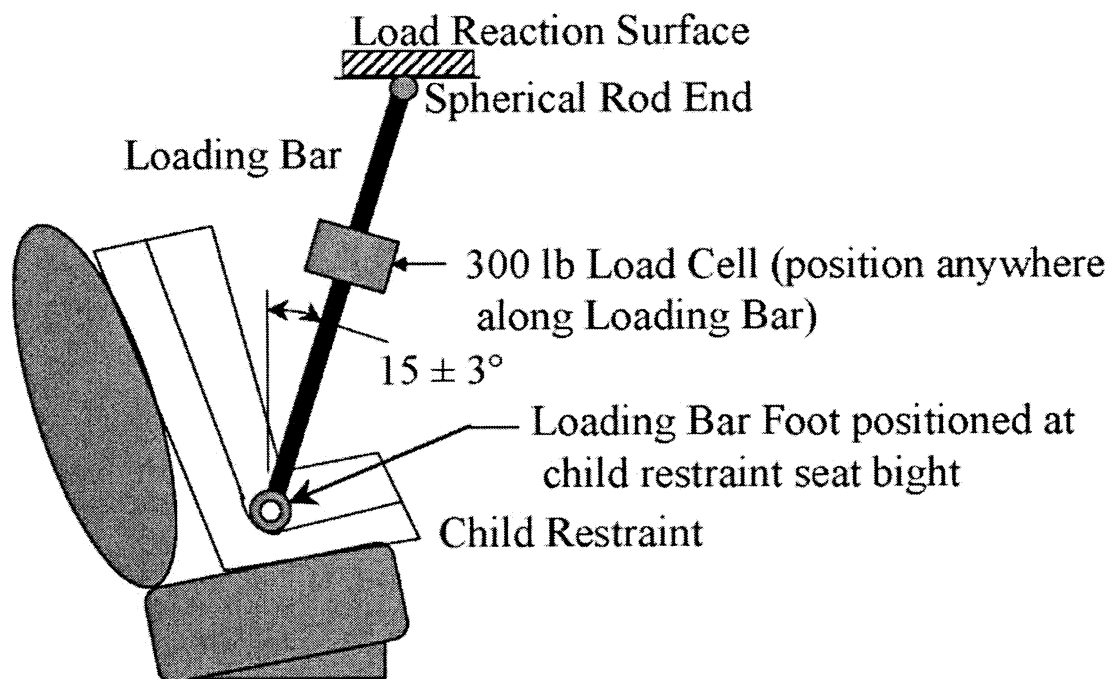 Load Reaction Surface
Spherical Rod End
Loading Bar
300 lb Load Cell (position anywhere
along Loading Bar)
15 ± 3°
Loading Bar Foot positioned at
child restraint seat bight
Child Restraint